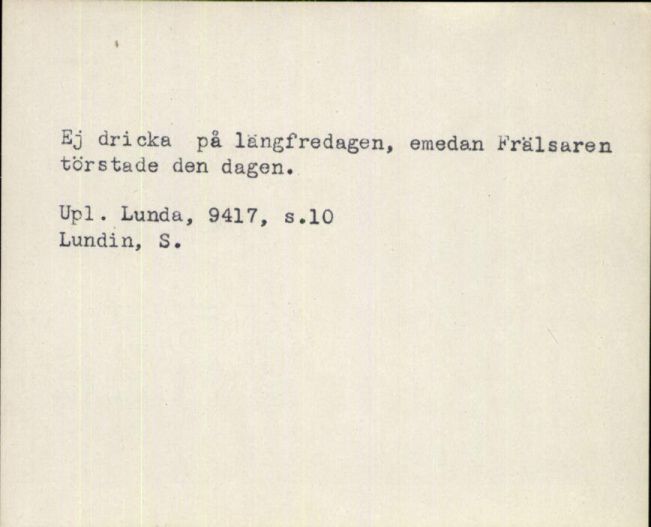 Ej dricka på långfredagen, emedan Frälsaren
törstade den dagen.
Upl. Lunda, 9417, s.10
Lundin, S.